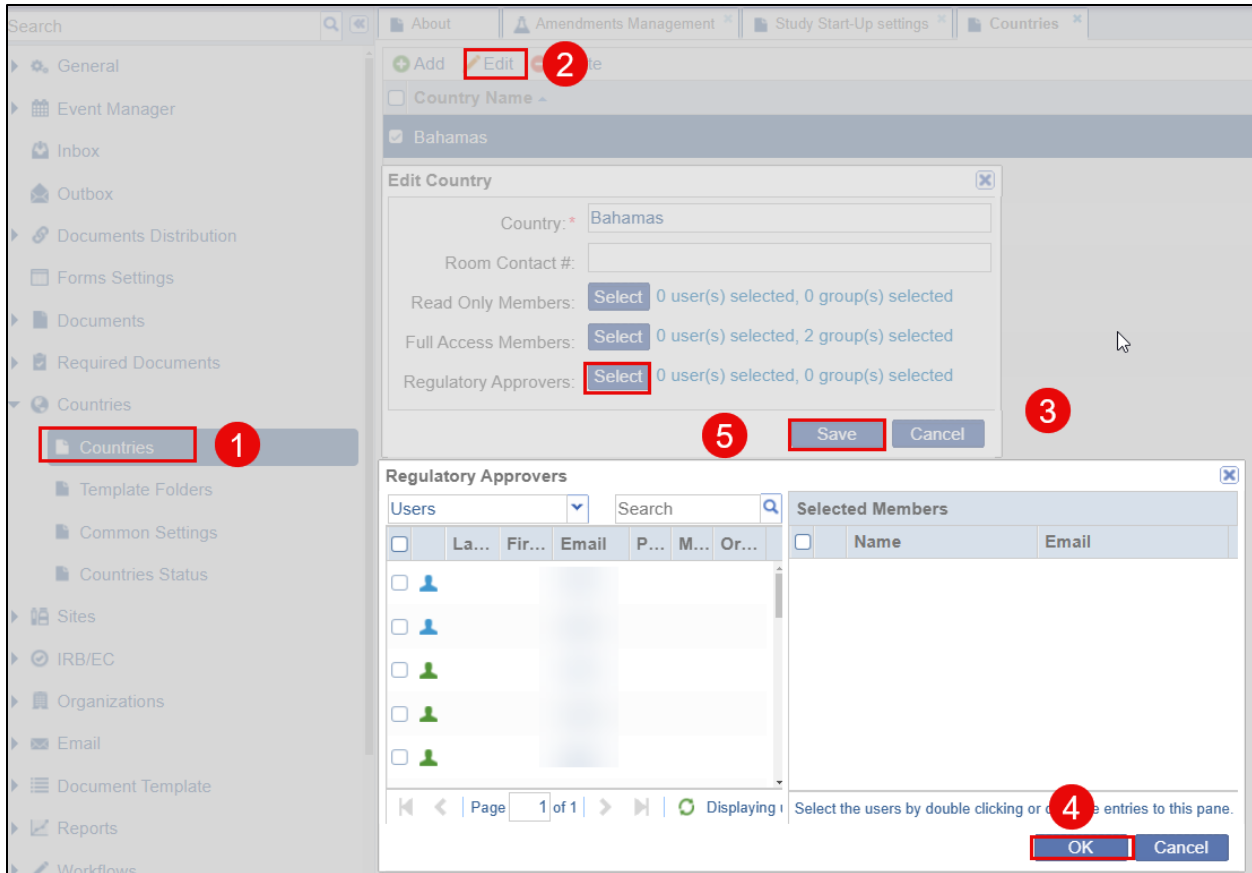 Search
General
Event Manager
Inbox
Outbox
Documents Distribution
Forms Settings
Documents
Required Documents
Countries
Countries
1
Template Folders
Common Settings
Countries Status
Sites
IRB/EC
Organizations
Email
Document Template
Reports
Workflows
About Amendments Management Study Start-Up settings Countries
Add Edit 2 te
Country Name
Bahamas
Edit Country
Country:* Bahamas
Room Contact #:
Read Only Members: Select 0 user(s) selected, 0 group(s) selected
Full Access Members: Select 0 user(s) selected, 2 group(s) selected
Regulatory Approvers: Select 0 user(s) selected, 0 group(s) selected
3
5 Save Cancel
Regulatory Approvers
Users Search
La... Fir... Email P... M... Or...
Page 1 of 1 Displaying
Selected Members
Name Email
Select the users by double clicking or entries to this pane.
4
OK Cancel